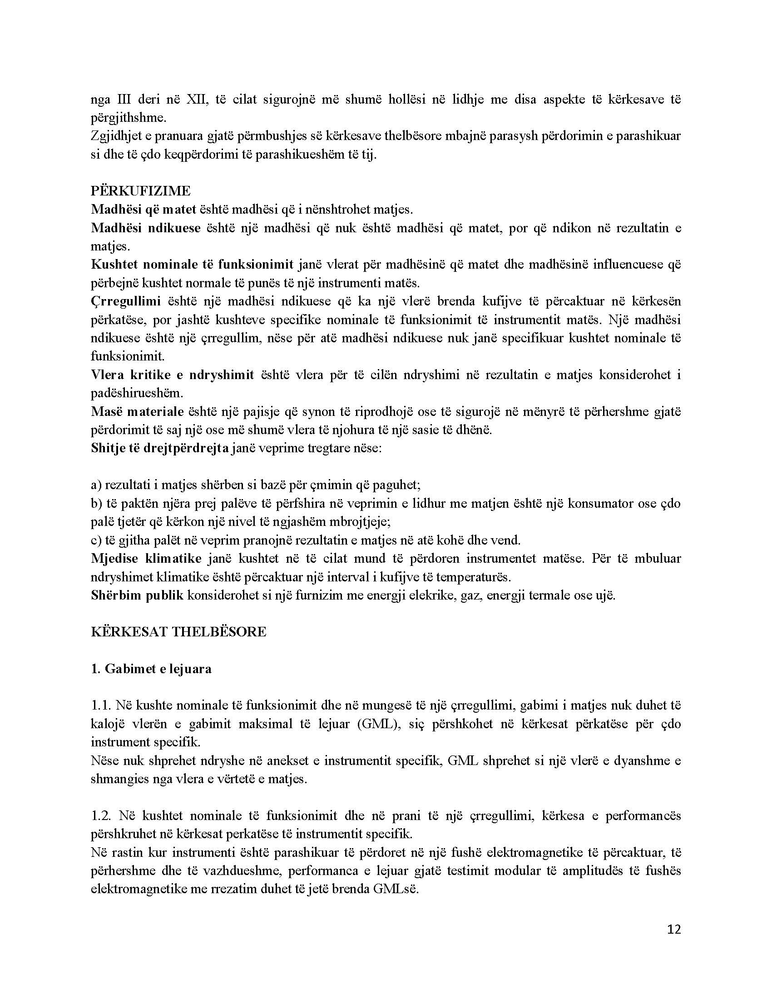 nga III deri në XII, të cilat sigurojnë më shumë hollësi në lidhje me disa aspekte të kërkesave të
përgjithshme.
Zgjidhjet e pranuara gjatë përmbushjes së kërkesave thelbësore mbajnë parasysh përdorimin e parashikuar
si dhe të çdo keqpërdorimi të parashikueshëm të tij.
PËRKUFIZIME
Madhësi që matet është madhësi që i nënshtrohet matjes.
Madhësi ndikuese është një madhësi që nuk është madhësi që matet, por që ndikon në rezultatin e
matjes.
Kushtet nominale të funksionimit janë vlerat për madhësinë që matet dhe madhësinë influencuese që
përbejnë kushtet normale të punës të një instrumenti matës.
Çrregullimi është një madhësi ndikuese që ka një vlerë brenda kufijve të përcaktuar në kërkesën
përkatëse, por jashtë kushteve specifike nominale të funksionimit të instrumentit matës. Një madhësi
ndikuese është një çrregullim, nëse për atë madhësi ndikuese nuk janë specifikuar kushtet nominale të
funksionimit.
Vlera kritike e ndryshimit është vlera për të cilën ndryshimi në rezultatin e matjes konsiderohet i
padëshirueshëm.
Masë materiale është një pajisje që synon të riprodhojë ose të sigurojë në mënyrë të përhershme gjatë
përdorimit të saj një ose më shumë vlera të njohura të një sasie të dhënë.
Shitje të drejtpërdrejta janë veprime tregtare nëse:
a) rezultati i matjes shërben si bazë për çmimin që paguhet;
b) të paktën njëra prej palëve të përfshira në veprimin e lidhur me matjen është një konsumator ose çdo
palë tjetër që kërkon një nivel të ngjashëm mbrojtjeje;
c) të gjitha palët në veprim pranojnë rezultatin e matjes në atë kohë dhe vend.
Mjedise klimatike janë kushtet në të cilat mund të përdoren instrumentet matëse. Për të mbuluar
ndryshimet klimatike është përcaktuar një interval i kufijve të temperaturës.
Shërbim publik konsiderohet si një furnizim me energji elekrike, gaz, energji termale ose ujë.
KËRKESAT THELBËSORE
1. Gabimet e lejuara
1.1. Në kushte nominale të funksionimit dhe në mungesë të një çrregullimi, gabimi i matjes nuk duhet të
kalojë vlerën e gabimit maksimal të lejuar (GML), siç përshkohet në kërkesat përkatëse për çdo
instrument specifik.
Nëse nuk shprehet ndryshe në anekset e instrumentit specifik, GML shprehet si një vlerë e dyanshme e
shmangies nga vlera e vërtetë e matjes.
1.2. Në kushtet nominale të funksionimit dhe në prani të një çrregullimi, kërkesa e performancës
përshkruhet në kërkesat perkatëse të instrumentit specifik.
Në rastin kur instrumenti është parashikuar të përdoret në një fushë elektromagnetike të përcaktuar, të
përhershme dhe të vazhdueshme, performanca e lejuar gjatë testimit modular të amplitudës të fushës
elektromagnetike me rrezatim duhet të jetë brenda GMLsë.
12